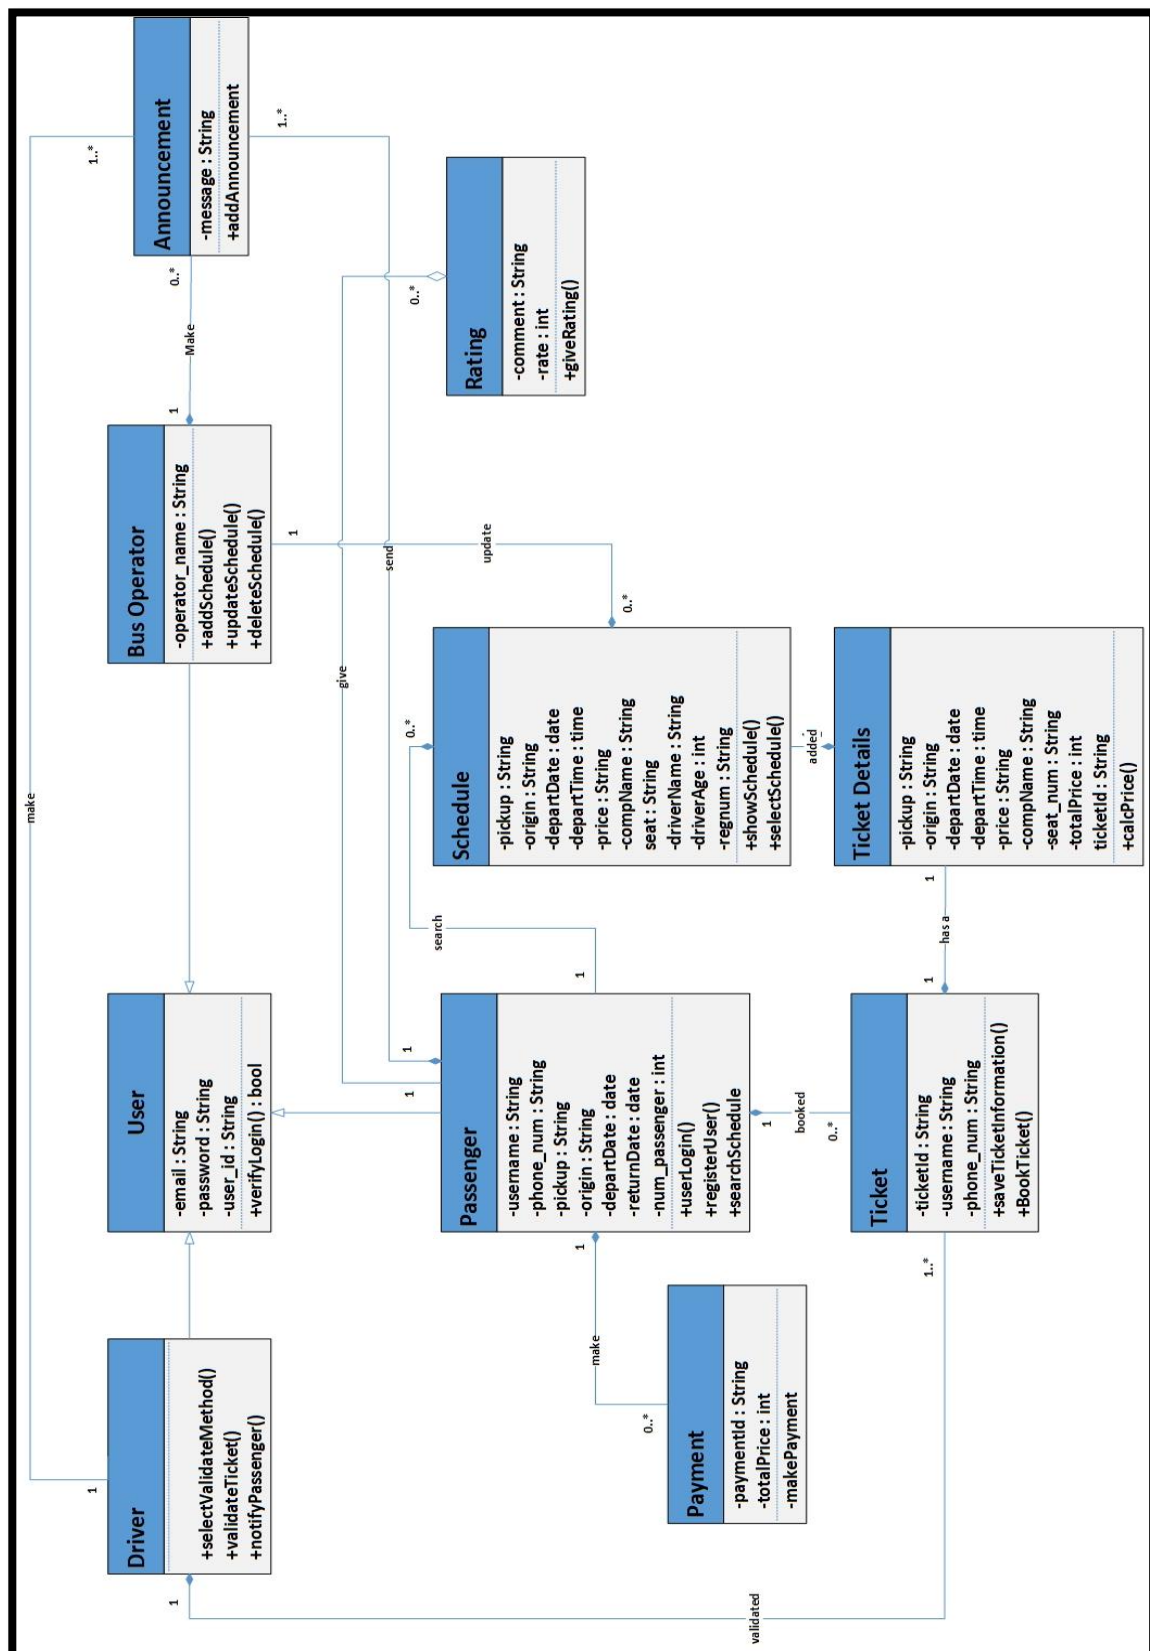 Driver
+selectValidateMethod()
+validateTicket()
+notifyPassenger()
User
-email : String
-password : String
-user_id : String
+verifyLogin() : bool
Bus Operator
-operator_name : String
+addSchedule()
+updateSchedule()
+deleteSchedule()
Announcement
-message : String
+addAnnouncement
make
1
1..*
Make
1
0..*
send
1
1..*
give
1
0..*
update
1
0..*
search
1
0..*
Payment
-paymentId : String
-totalPrice : int
-makePayment
make
1
0..*
Passenger
-username : String
-phone_num : String
-pickup : String
-origin : String
-departDate : date
-returnDate : date
-num_passenger : int
+userLogin()
+registerUser()
+searchSchedule
Schedule
-pickup : String
-origin : String
-departDate : date
-departTime : time
-price : String
-compName : String
seat : String
-driverName : String
-driverAge : int
-regnum : String
+showSchedule()
+selectSchedule()
Rating
-comment : String
-rate : int
+giveRating()
booked
1
0..*
added
validated
1
1..*
Ticket
-ticketId : String
-username : String
-phone_num : String
+saveTicketInformation()
+BookTicket()
has a
1
1
Ticket Details
-pickup : String
-origin : String
-departDate : date
-departTime : time
-price : String
-compName : String
-seat_num : String
-totalPrice : int
ticketId : String
+calcPrice()